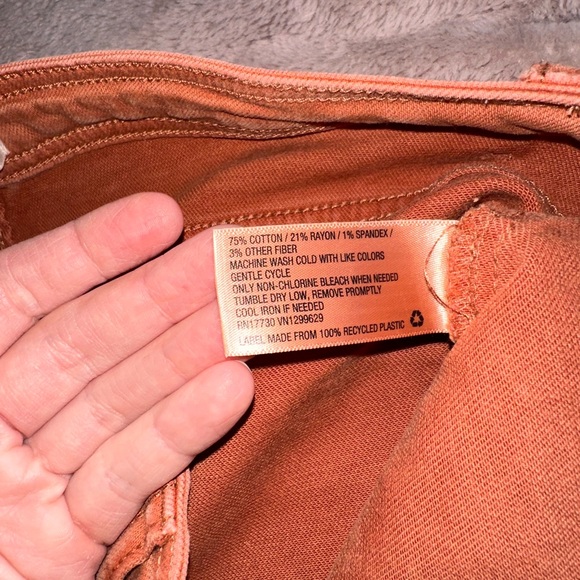 75% COTTON / 21% RAYON / 1% SPANDEX /
3% OTHER FIBER
MACHINE WASH COLD WITH LIKE COLORS
GENTLE CYCLE
ONLY NON-CHLORINE BLEACH WHEN NEEDED
TUMBLE DRY LOW, REMOVE PROMPTLY
COOL IRON IF NEEDED
RN17730 VN1299629
LABEL MADE FROM 100% RECYCLED PLASTIC